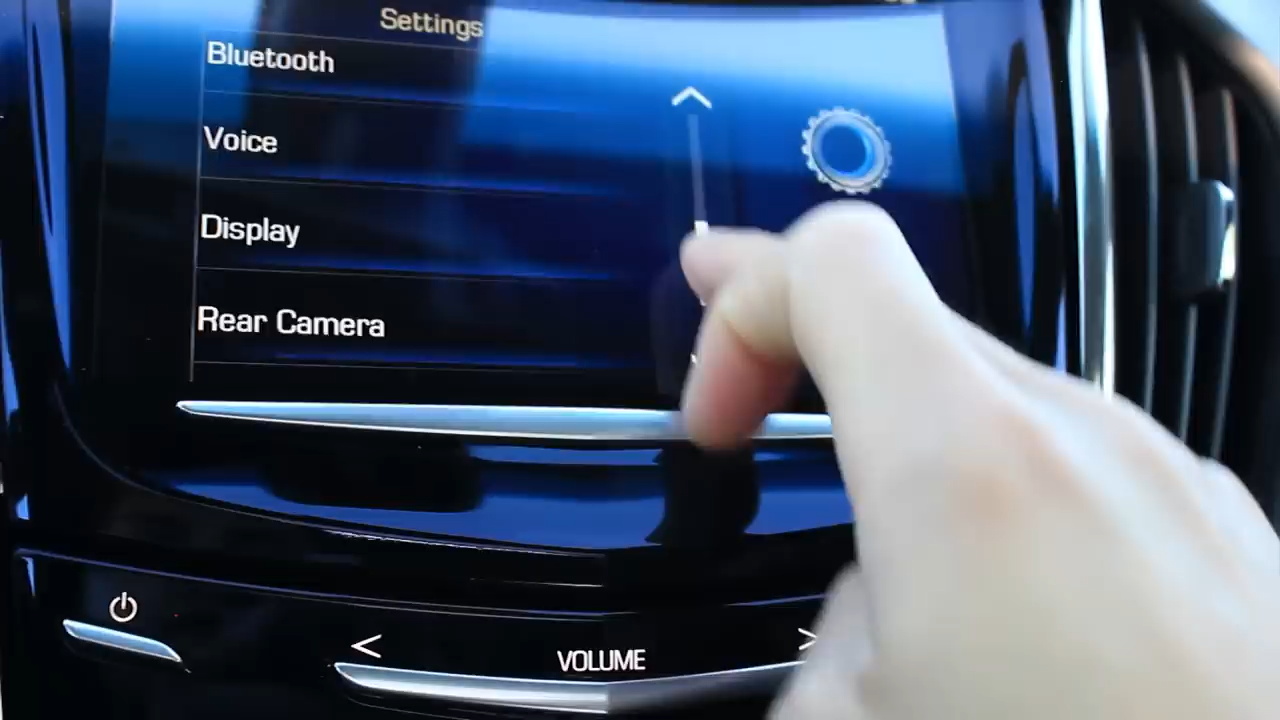 Settings
Bluetooth
Voice
Display
Rear Camera
< VOLUME >